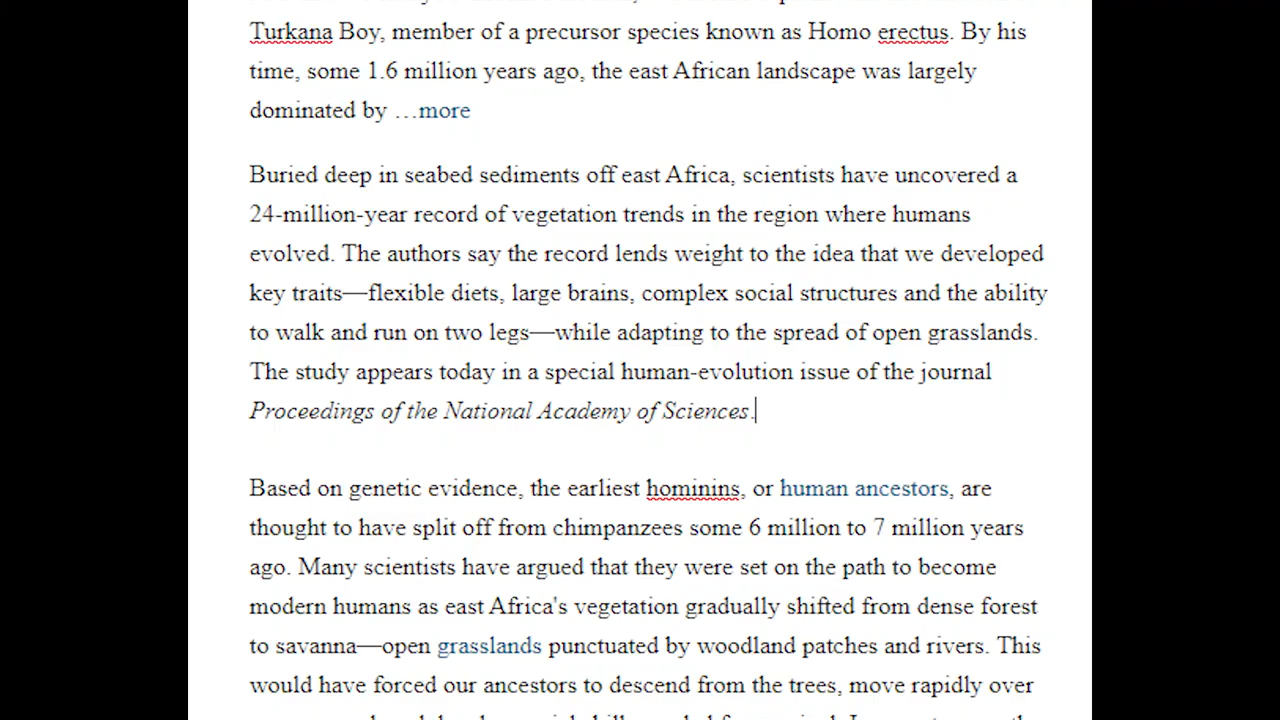 Turkana Boy, member of a precursor species known as Homo erectus. By his
time, some 1.6 million years ago, the east African landscape was largely
dominated by …more
Buried deep in seabed sediments off east Africa, scientists have uncovered a
24-million-year record of vegetation trends in the region where humans
evolved. The authors say the record lends weight to the idea that we developed
key traits—flexible diets, large brains, complex social structures and the ability
to walk and run on two legs—while adapting to the spread of open grasslands.
The study appears today in a special human-evolution issue of the journal
Proceedings of the National Academy of Sciences.
Based on genetic evidence, the earliest hominins, or human ancestors, are
thought to have split off from chimpanzees some 6 million to 7 million years
ago. Many scientists have argued that they were set on the path to become
modern humans as east Africa's vegetation gradually shifted from dense forest
to savanna—open grasslands punctuated by woodland patches and rivers. This
would have forced our ancestors to descend from the trees, move rapidly over